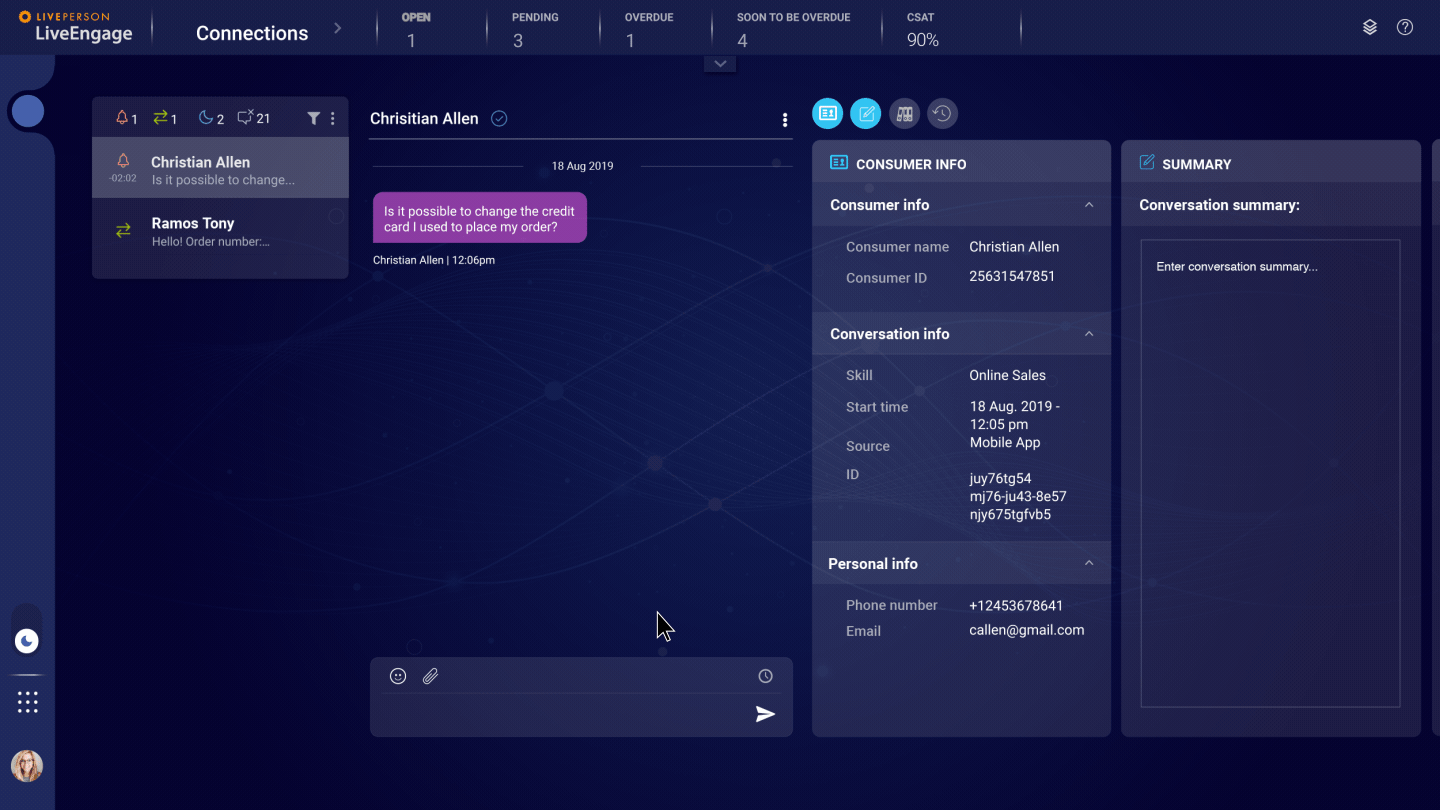 LIVEPERSON
LiveEngage
Connections
OPEN
1
PENDING
3
OVERDUE
1
SOON TO BE OVERDUE
4
CSAT
90%
1 1 2 21
Christian Allen
-02:02 Is it possible to change...
Ramos Tony
Hello! Order number:...
Chrisitian Allen
18 Aug 2019
Is it possible to change the credit
card I used to place my order?
Christian Allen | 12:06pm
CONSUMER INFO
Consumer info
Consumer name Christian Allen
Consumer ID 25631547851
Conversation info
Skill Online Sales
Start time 18 Aug. 2019 -
12:05 pm
Source Mobile App
ID juy76tg54
mj76-ju43-8e57
njy675tgfvb5
Personal info
Phone number +12453678641
Email callen@gmail.com
SUMMARY
Conversation summary:
Enter conversation summary...